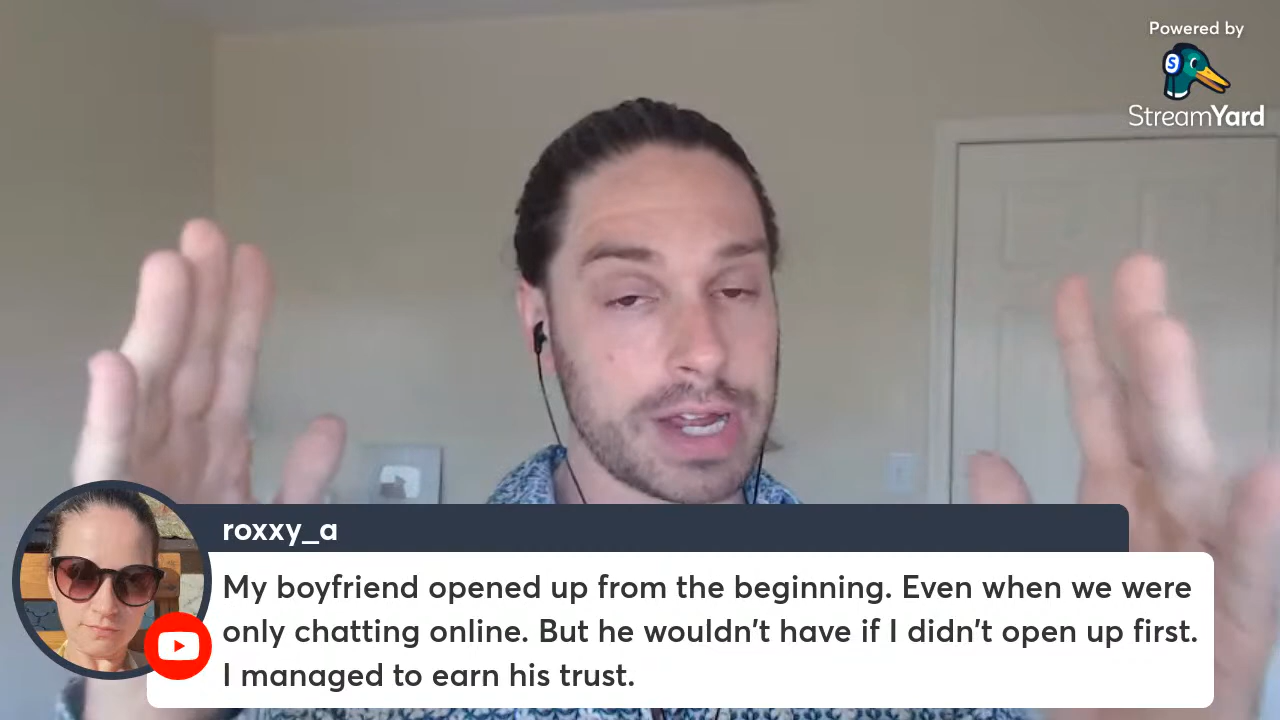 Powered by
StreamYard
roxxy_a
My boyfriend opened up from the beginning. Even when we were
only chatting online. But he wouldn't have if I didn't open up first.
I managed to earn his trust.